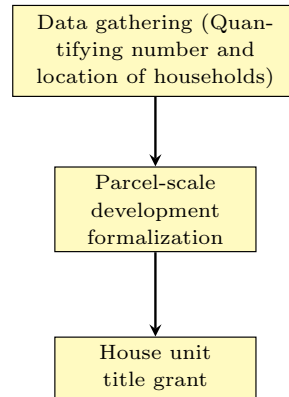 Data gathering (Quan-
tifying number and
location of households)
Parcel-scale
development
formalization
House unit
title grant